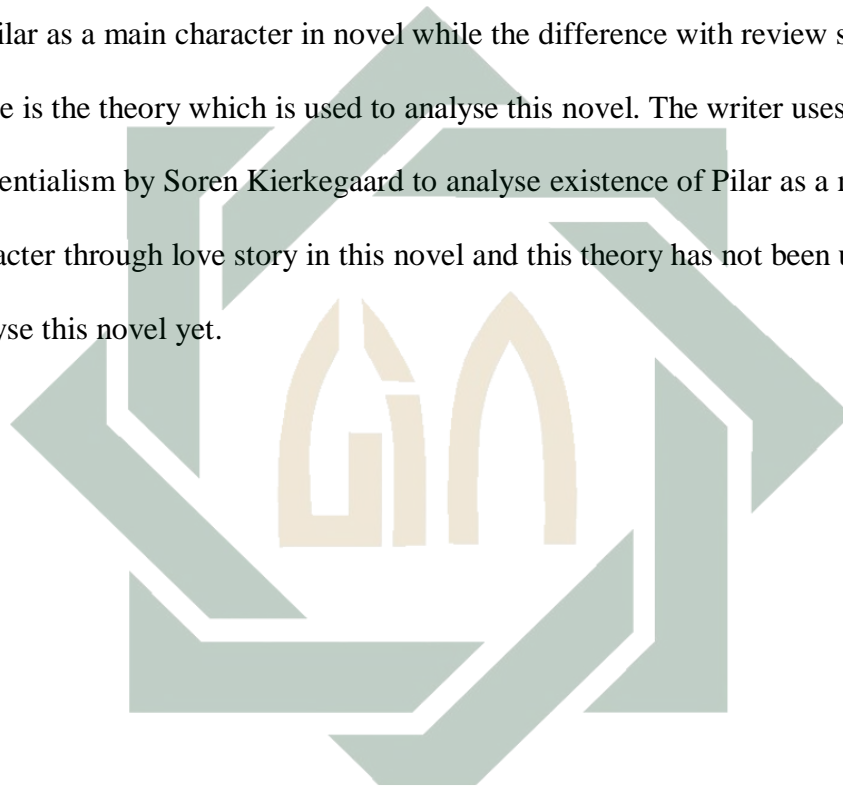 ilar as a main character in novel while the difference with review s
e is the theory which is used to analyse this novel. The writer uses
entialism by Soren Kierkegaard to analyse existence of Pilar as a
acter through love story in this novel and this theory has not been
yse this novel yet.